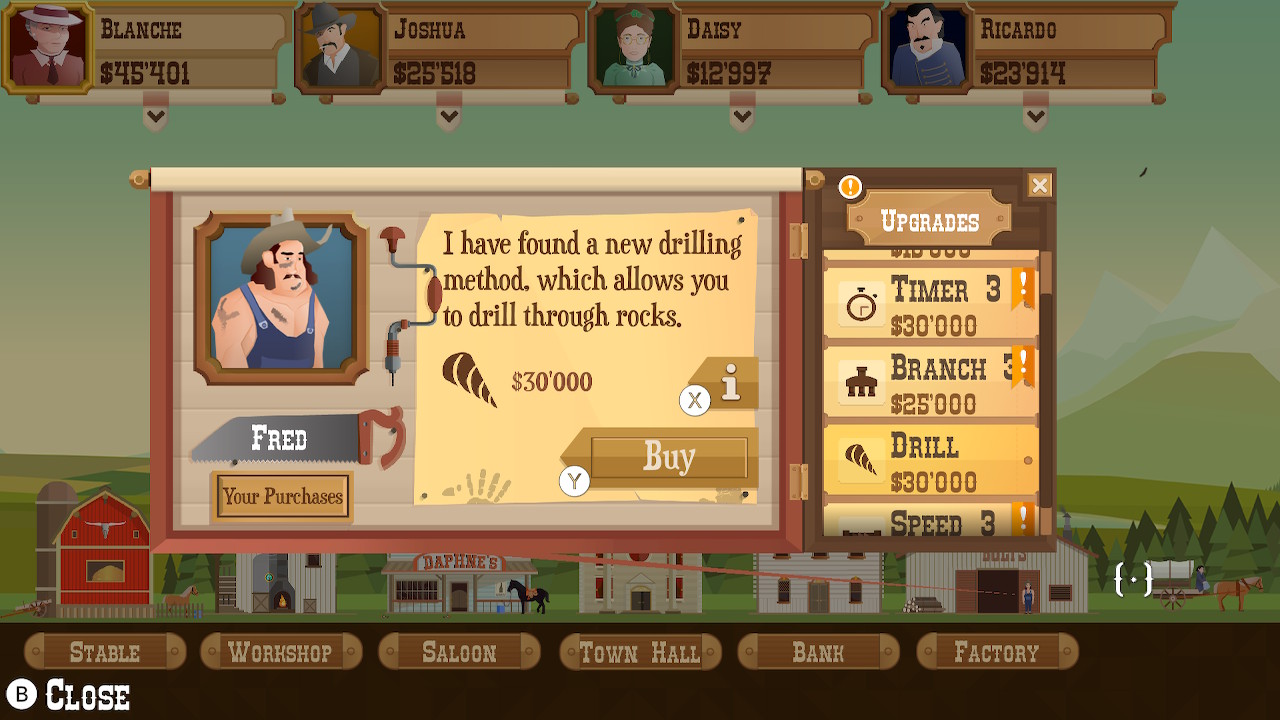 BLANCHE
$45'401
JOSHUA
$25'518
DAISY
$12'997
RICARDO
$23'914
I have found a new drilling
method, which allows you
to drill through rocks.
$30'000
i
X
Buy
Y
FRED
Your Purchases
!
UPGRADES
TIMER 3
!
$30'000
BRANCH 3
!
$25'000
DRILL
$30'000
SPEED 3
!
DAPHNE'S
STABLE
WORKSHOP
SALOON
TOWN HALL
BANK
FACTORY
B CLOSE